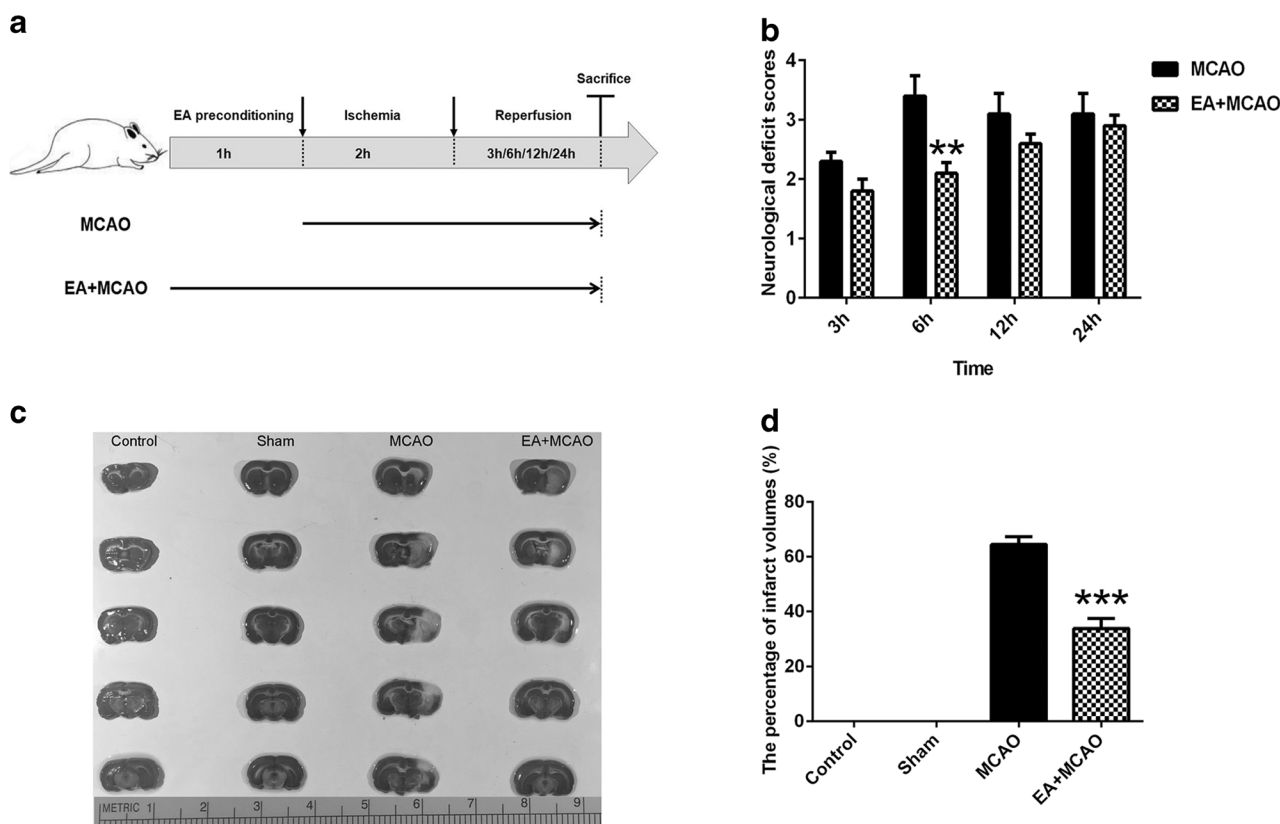 a
Sacrifice
EA preconditioning Ischemia Reperfusion
1h 2h 3h/6h/12h/24h
MCAO
EA+MCAO
b
Neurological deficit scores
4
3
2
1
0
**
3h 6h 12h 24h
Time
MCAO
EA+MCAO
c
Control Sham MCAO EA+MCAO
METRIC 1 2 3 4 5 6 7 8 9
d
The percentage of infarct volumes (%)
80
60
40
20
0
***
Control Sham MCAO EA+MCAO